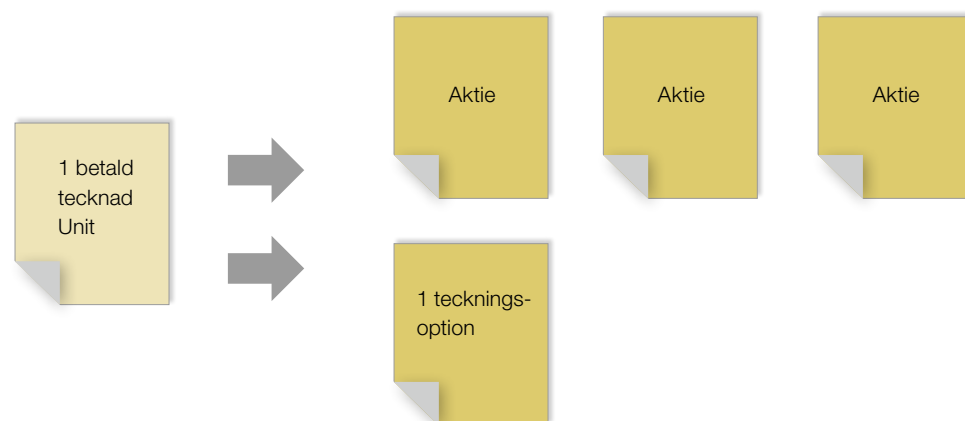 Aktie
Aktie
Aktie
1 betald
tecknad
Unit
1 tecknings-
option